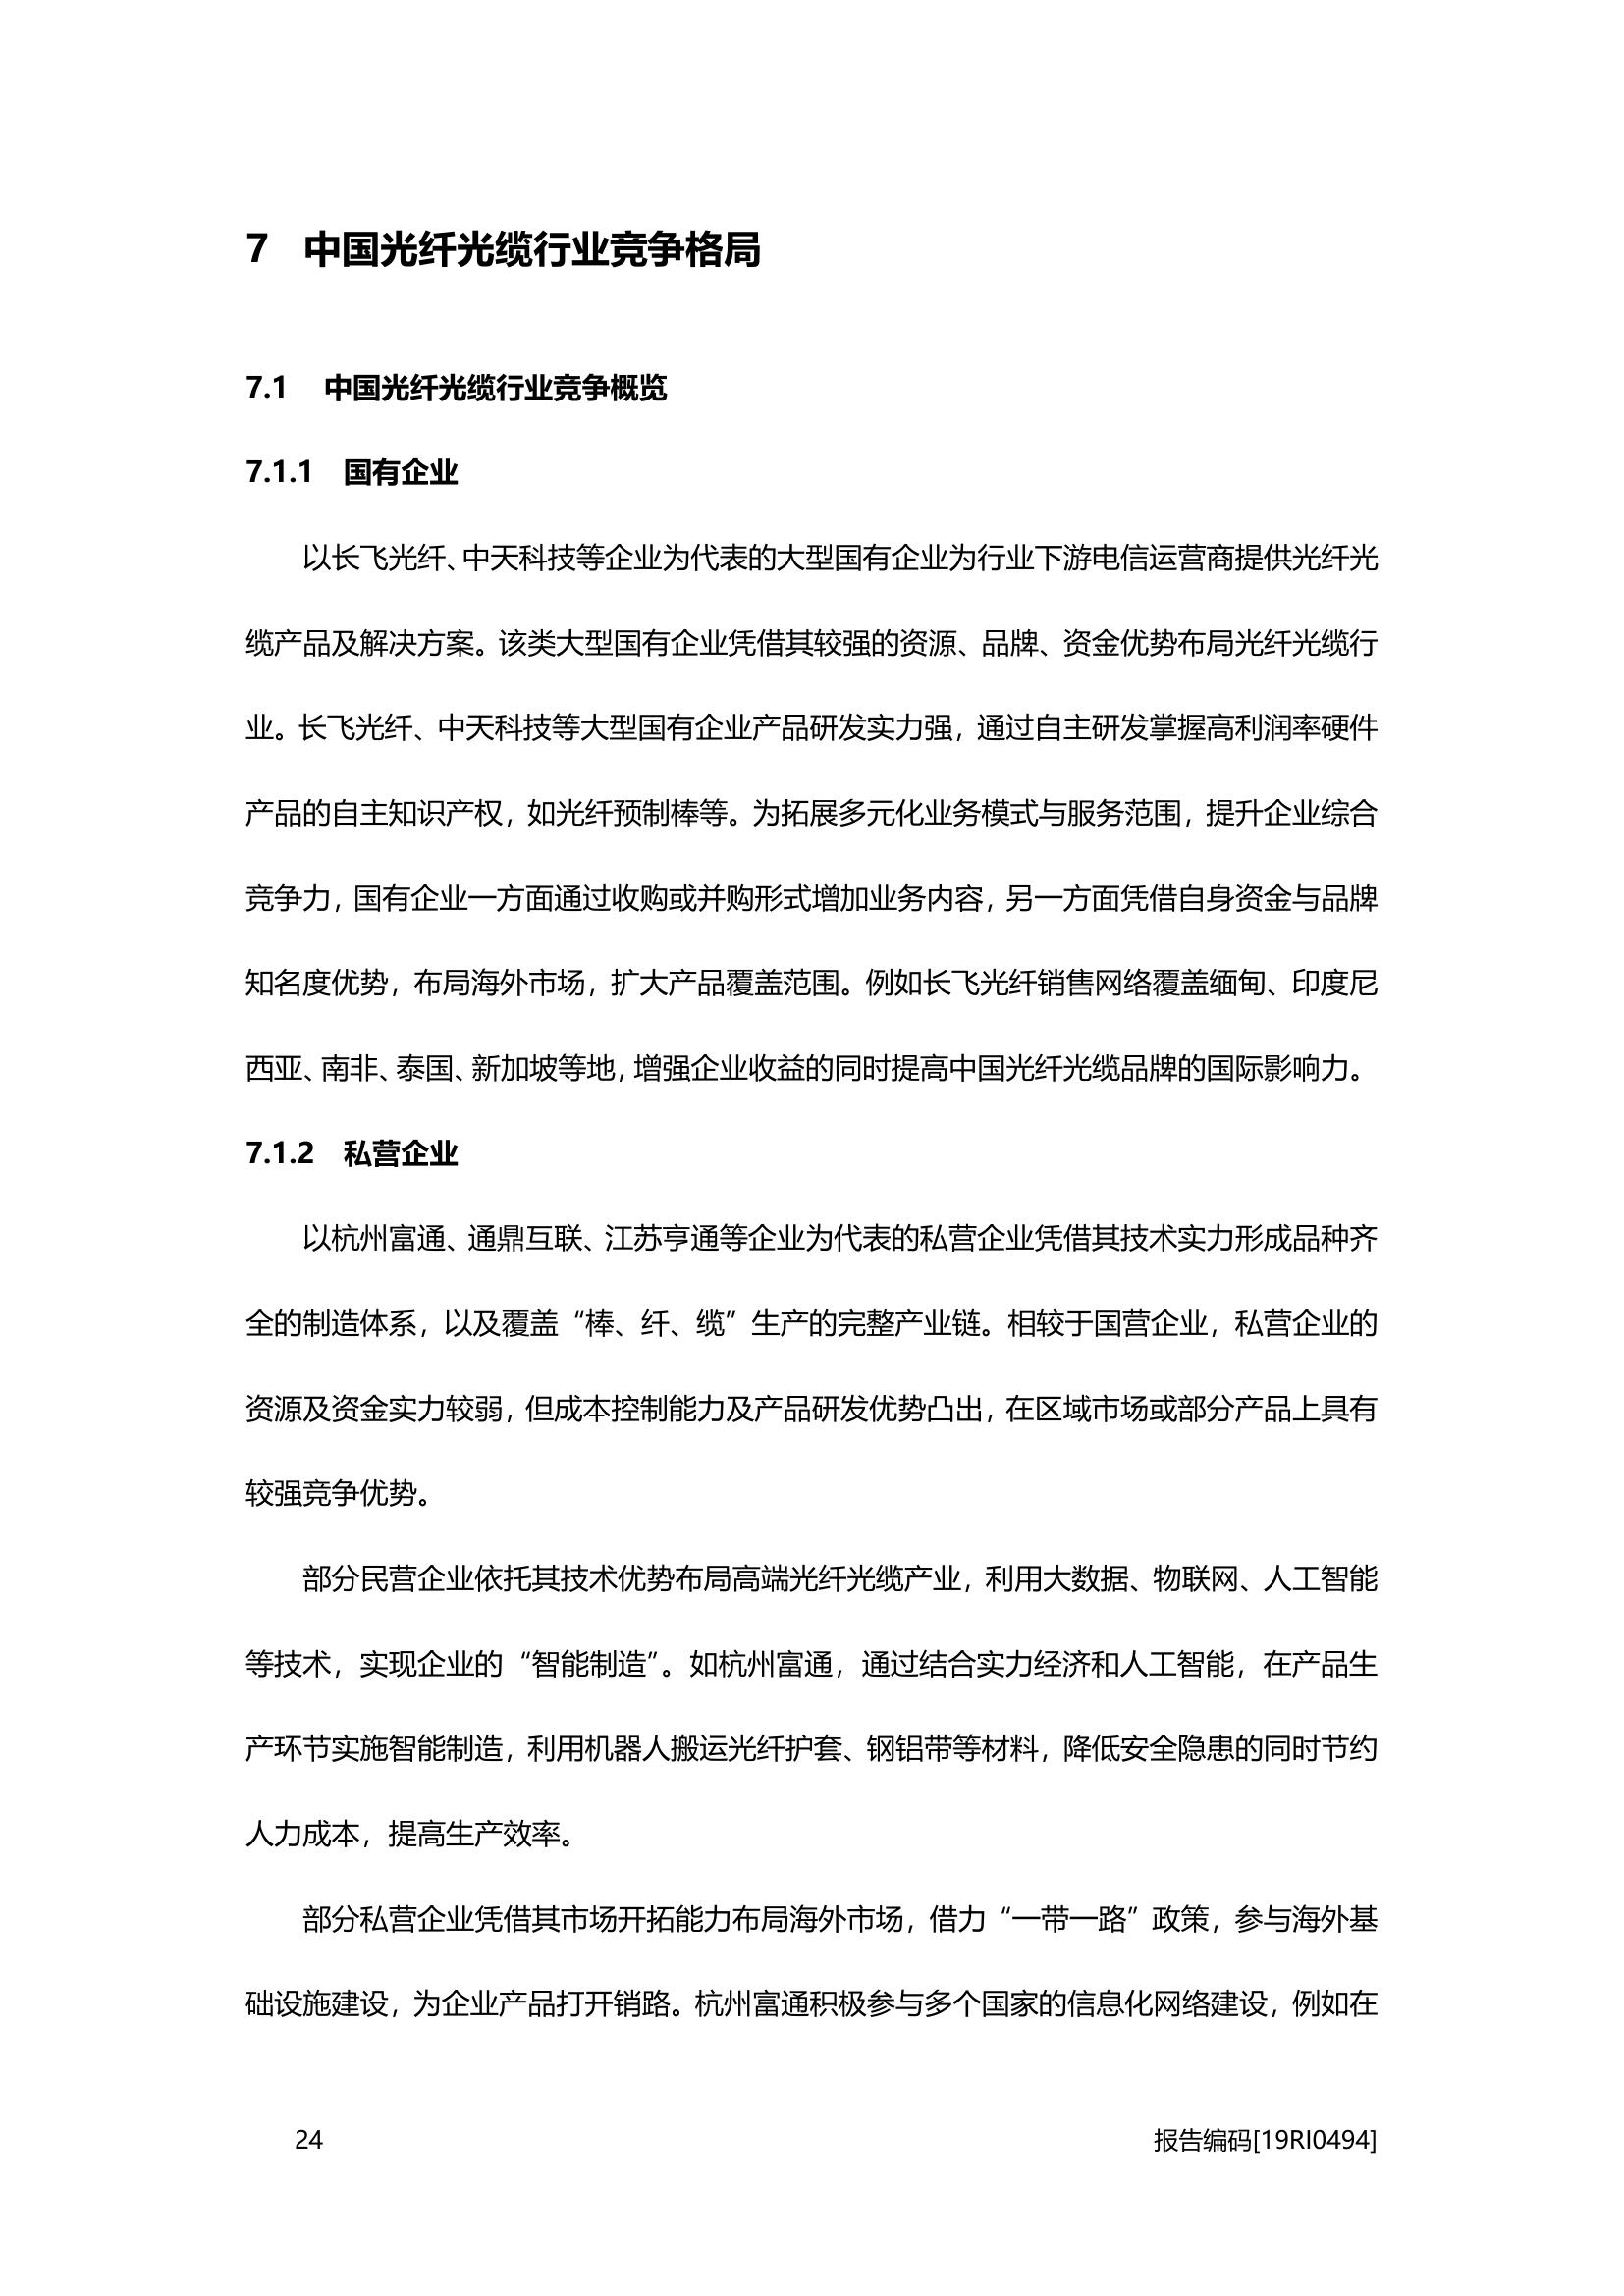 7 中国光纤光缆行业竞争格局
7.1 中国光纤光缆行业竞争概览
7.1.1 国有企业
以长飞光纤、中天科技等企业为代表的大型国有企业为行业下游电信运营商提供光纤光
缆产品及解决方案。该类大型国有企业凭借其较强的资源、品牌、资金优势布局光纤光缆行
业。长飞光纤、中天科技等大型国有企业产品研发实力强，通过自主研发掌握高利润率硬件
产品的自主知识产权，如光纤预制棒等。为拓展多元化业务模式与服务范围，提升企业综合
竞争力，国有企业一方面通过收购或并购形式增加业务内容，另一方面凭借自身资金与品牌
知名度优势，布局海外市场，扩大产品覆盖范围。例如长飞光纤销售网络覆盖缅甸、印度尼
西亚、南非、泰国、新加坡等地，增强企业收益的同时提高中国光纤光缆品牌的国际影响力。
7.1.2 私营企业
以杭州富通、通鼎互联、江苏亨通等企业为代表的私营企业凭借其技术实力形成品种齐
全的制造体系，以及覆盖“棒、纤、缆”生产的完整产业链。相较于国营企业，私营企业的
资源及资金实力较弱，但成本控制能力及产品研发优势凸出，在区域市场或部分产品上具有
较强竞争优势。
部分民营企业依托其技术优势布局高端光纤光缆产业，利用大数据、物联网、人工智能
等技术，实现企业的“智能制造”。如杭州富通，通过结合实力经济和人工智能，在产品生
产环节实施智能制造，利用机器人搬运光纤护套、钢铝带等材料，降低安全隐患的同时节约
人力成本，提高生产效率。
部分私营企业凭借其市场开拓能力布局海外市场，借力“一带一路”政策，参与海外基
础设施建设，为企业产品打开销路。杭州富通积极参与多个国家的信息化网络建设，例如在
24 报告编码[19RI0494]